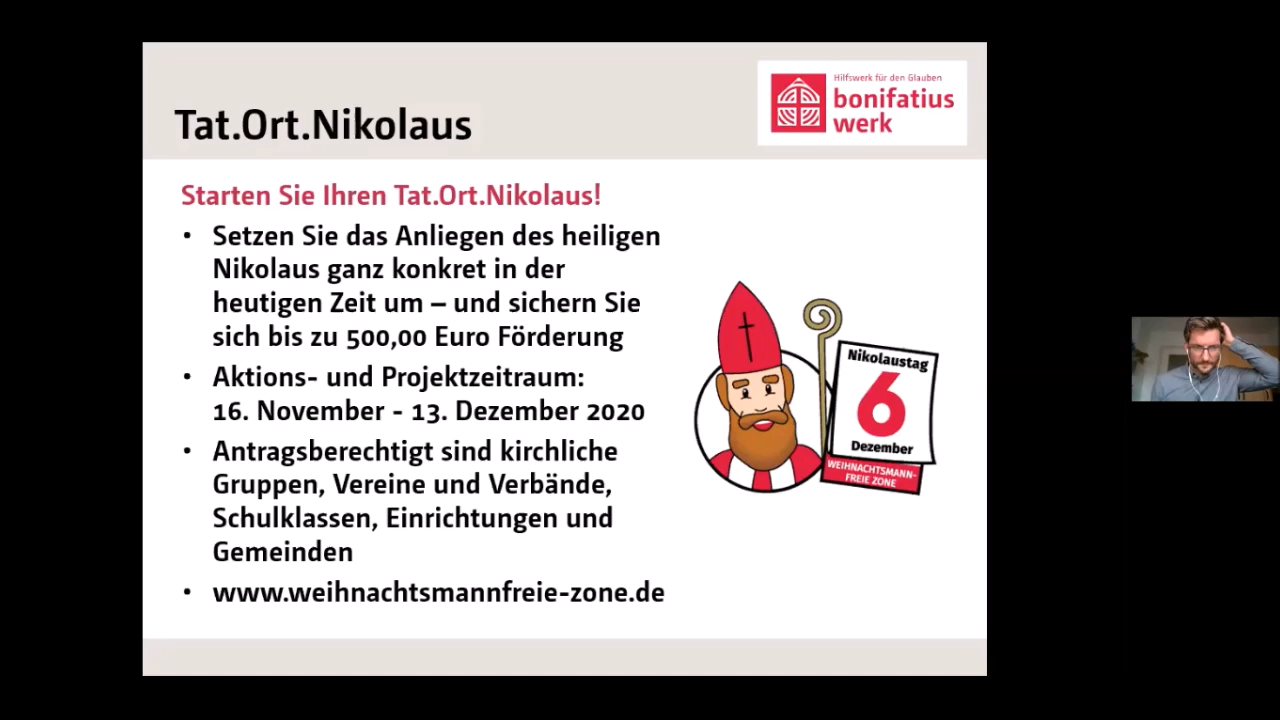 Hilfswerk für den Glauben
bonifatius
werk
Tat.Ort.Nikolaus
Starten Sie Ihren Tat.Ort.Nikolaus!
• Setzen Sie das Anliegen des heiligen
Nikolaus ganz konkret in der
heutigen Zeit um – und sichern Sie
sich bis zu 500,00 Euro Förderung
• Aktions- und Projektzeitraum:
16. November - 13. Dezember 2020
• Antragsberechtigt sind kirchliche
Gruppen, Vereine und Verbände,
Schulklassen, Einrichtungen und
Gemeinden
• www.weihnachtsmannfreie-zone.de
Nikolaustag
6
Dezember
WEIHNACHTSMANN-
FREIE ZONE